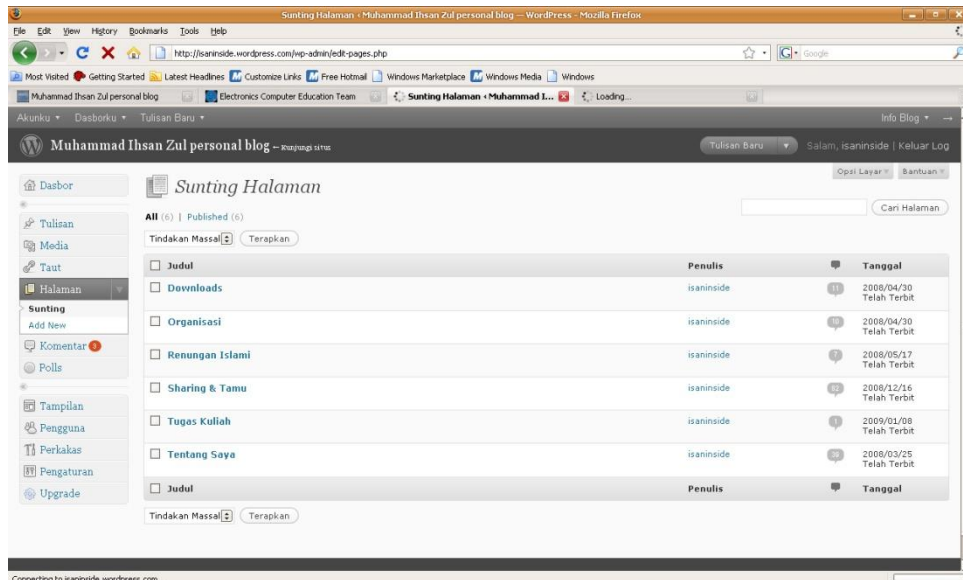 Sunting Halaman ‹ Muhammad Ihsan Zul personal blog — WordPress - Mozilla Firefox
File Edit View History Bookmarks Tools Help
http://isaninside.wordpress.com/wp-admin/edit-pages.php
Google
Most Visited Getting Started Latest Headlines Customize Links Free Hotmail Windows Marketplace Windows Media Windows
Muhammad Ihsan Zul personal blog Electronics Computer Education Team Sunting Halaman ‹ Muhammad I... Loading...
Akunku Dasborku Tulisan Baru Info Blog
Muhammad Ihsan Zul personal blog – Kunjungi situs Tulisan Baru Salam, isaninside | Keluar Log
Opsi Layar Bantuan
Dasbor
Tulisan
Media
Taut
Halaman
Sunting
Add New
Komentar 3
Polls
Tampilan
Pengguna
Perkakas
Pengaturan
Upgrade
Sunting Halaman
All (6) | Published (6)
Cari Halaman
Tindakan Massal Terapkan
Judul Penulis Tanggal
Downloads isaninside 11 2008/04/30
Telah Terbit
Organisasi isaninside 10 2008/04/30
Telah Terbit
Renungan Islami isaninside 7 2008/05/17
Telah Terbit
Sharing & Tamu isaninside 2008/12/16
Telah Terbit
Tugas Kuliah isaninside 1 2009/01/08
Telah Terbit
Tentang Saya isaninside 2008/03/25
Telah Terbit
Judul Penulis Tanggal
Tindakan Massal Terapkan
Connecting to isaninside.wordpress.com